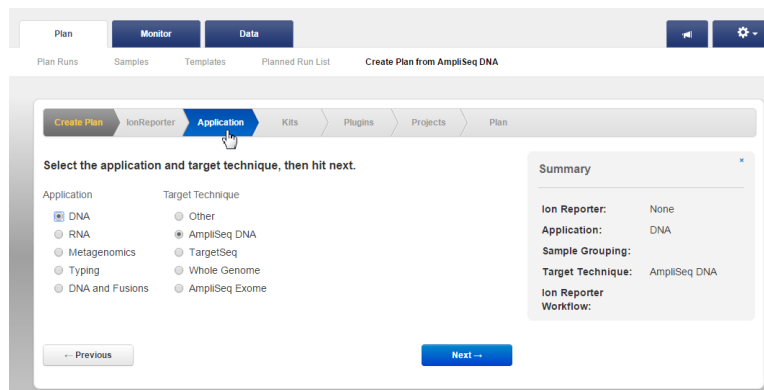 Plan Monitor Data
Plan Runs Samples Templates Planned Run List Create Plan from AmpliSeq DNA
Create Plan IonReporter Application Kits Plugins Projects Plan
Select the application and target technique, then hit next.
Application Target Technique
DNA Other
RNA AmpliSeq DNA
Metagenomics TargetSeq
Typing Whole Genome
DNA and Fusions AmpliSeq Exome
← Previous Next →
Summary ×
Ion Reporter: None
Application: DNA
Sample Grouping:
Target Technique: AmpliSeq DNA
Ion Reporter
Workflow: